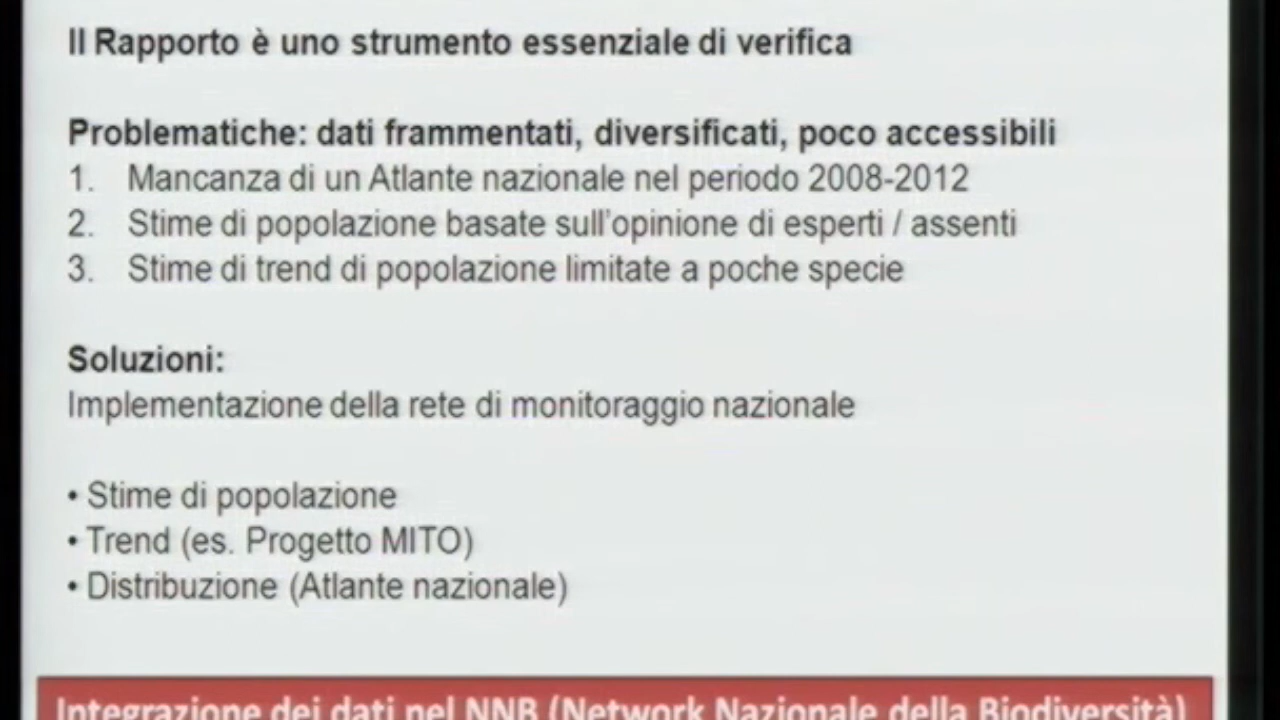 Il Rapporto è uno strumento essenziale di verifica
Problematiche: dati frammentati, diversificati, poco accessibili
1. Mancanza di un Atlante nazionale nel periodo 2008-2012
2. Stime di popolazione basate sull'opinione di esperti / assenti
3. Stime di trend di popolazione limitate a poche specie
Soluzioni:
Implementazione della rete di monitoraggio nazionale
• Stime di popolazione
• Trend (es. Progetto MITO)
• Distribuzione (Atlante nazionale)
Integrazione dei dati nel NNB (Network Nazionale della Biodiversità)